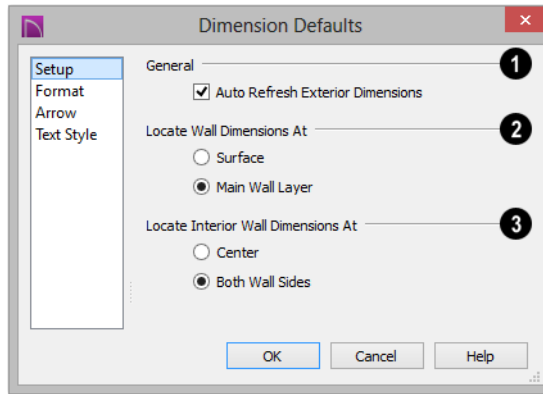 Dimension Defaults
Setup
Format
Arrow
Text Style
General 1
Auto Refresh Exterior Dimensions
Locate Wall Dimensions At 2
Surface
Main Wall Layer
Locate Interior Wall Dimensions At 3
Center
Both Wall Sides
OK Cancel Help